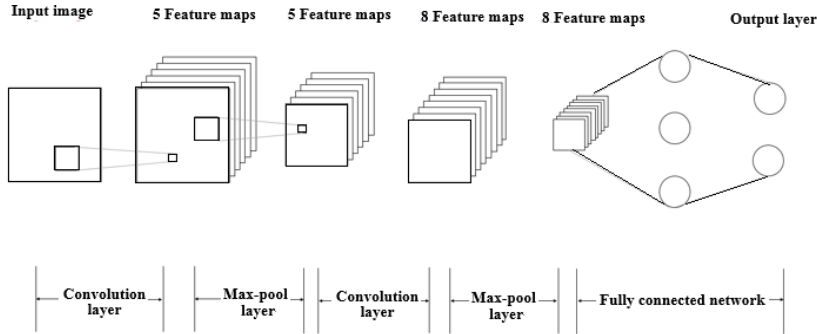 Input image
5 Feature maps
5 Feature maps
8 Feature maps
8 Feature maps
Output layer
Convolution
layer
Max-pool
layer
Convolution
layer
Max-pool
layer
Fully connected network